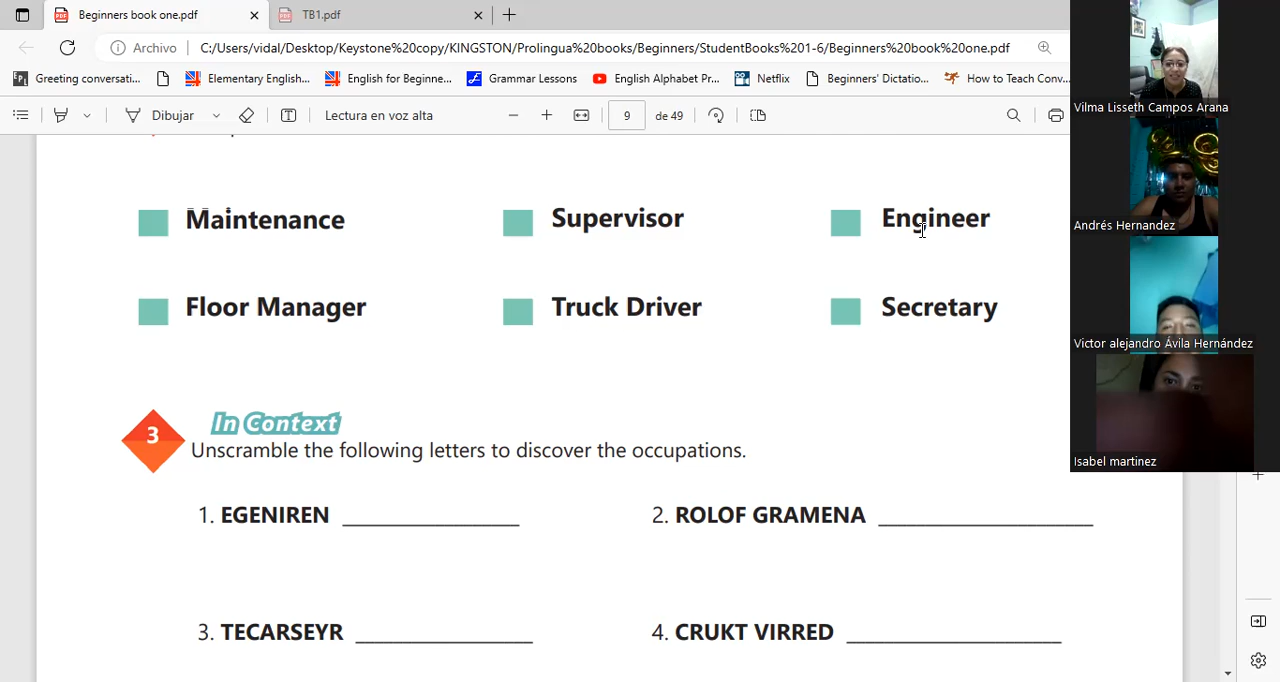 Beginners book one.pdf
TB1.pdf
Archivo
C:/Users/vidal/Desktop/Keystone%20copy/KINGSTON/Prolingua%20books/Beginners/StudentBooks%201-6/Beginners%20book%20one.pdf
Greeting conversati...
Elementary English...
English for Beginne...
Grammar Lessons
English Alphabet Pr...
Netflix
Beginners' Dictatio...
How to Teach Conv...
Dibujar
Lectura en voz alta
9
de 49
Vilma Lisseth Campos Arana
Andrés Hernandez
Victor alejandro Ávila Hernández
Isabel martinez
Maintenance
Supervisor
Engineer
Floor Manager
Truck Driver
Secretary
3
In Context
Unscramble the following letters to discover the occupations.
1. EGENIREN
2. ROLOF GRAMENA
3. TECARSEYR
4. CRUKT VIRRED